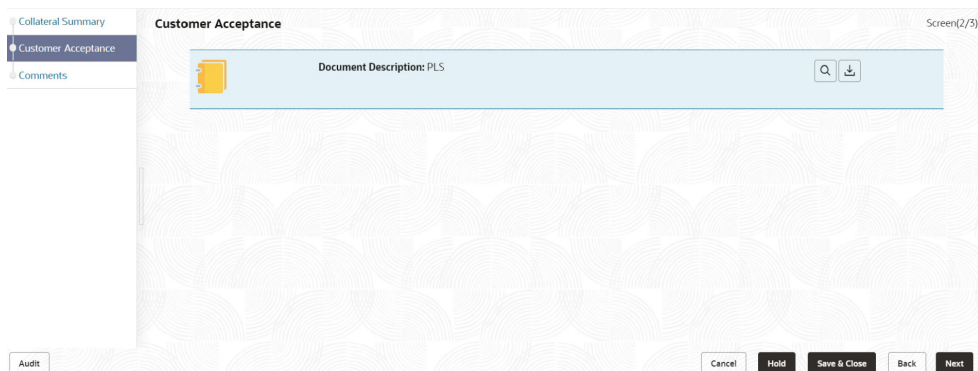 Collateral Summary
Customer Acceptance
Comments
Customer Acceptance
Screen(2/3)
Document Description: PLS
Audit
Cancel
Hold
Save & Close
Back
Next